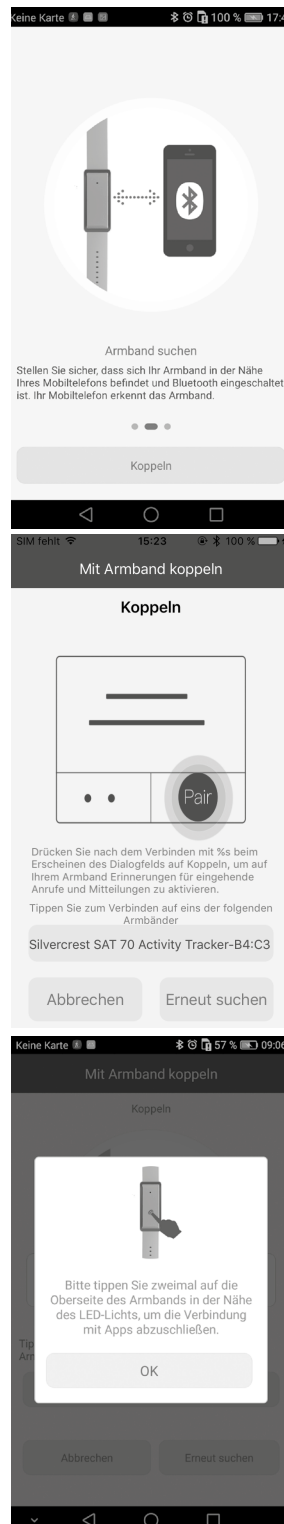 Keine Karte 100 % 17:4
Armband suchen
Stellen Sie sicher, dass sich Ihr Armband in der Nähe
Ihres Mobiltelefons befindet und Bluetooth eingeschaltet
ist. Ihr Mobiltelefon erkennt das Armband.
Koppeln
SIM fehlt 15:23 100 %
Mit Armband koppeln
Koppeln
Pair
Drücken Sie nach dem Verbinden mit %s beim
Erscheinen des Dialogfelds auf Koppeln, um auf
Ihrem Armband Erinnerungen für eingehende
Anrufe und Mitteilungen zu aktivieren.
Tippen Sie zum Verbinden auf eins der folgenden
Armbänder
Silvercrest SAT 70 Activity Tracker-B4:C3
Abbrechen Erneut suchen
Keine Karte 57 % 09:06
Mit Armband koppeln
Koppeln
Bitte tippen Sie zweimal auf die
Oberseite des Armbands in der Nähe
des LED-Lichts, um die Verbindung
mit Apps abzuschließen.
Tip
Arm
OK
Abbrechen Erneut suchen